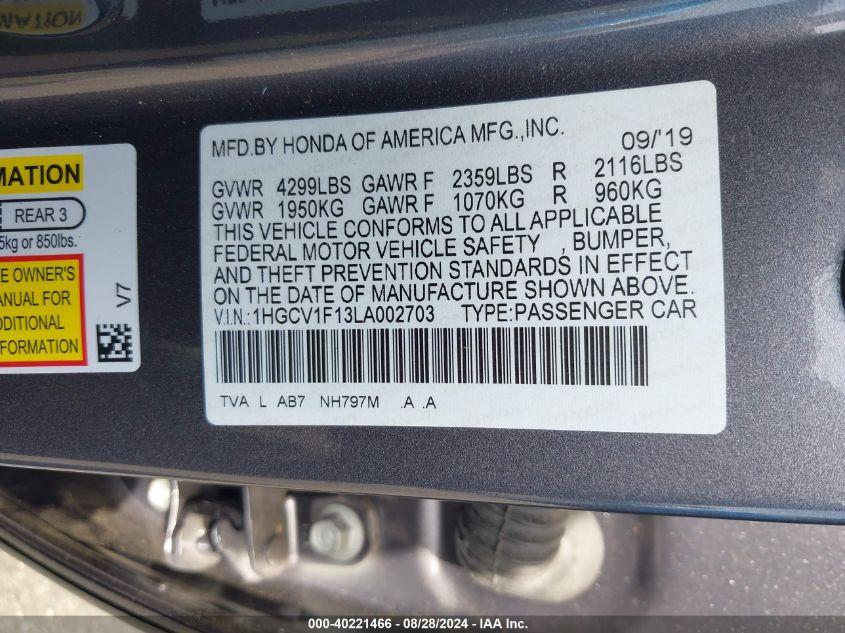 MFD.BY HONDA OF AMERICA MFG.,INC. 09/'19
GVWR 4299LBS GAWR F 2359LBS R 2116LBS
GVWR 1950KG GAWR F 1070KG R 960KG
THIS VEHICLE CONFORMS TO ALL APPLICABLE
FEDERAL MOTOR VEHICLE SAFETY , BUMPER,
AND THEFT PREVENTION STANDARDS IN EFFECT
ON THE DATE OF MANUFACTURE SHOWN ABOVE.
V.I.N.:1HGCV1F13LA002703 TYPE:PASSENGER CAR
TVA L AB7 NH797M .A .A
MATION
REAR 3
5kg or 850lbs.
E OWNER'S
ANUAL FOR
DDITIONAL
FORMATION
V7
000-40221466 - 08/28/2024 - IAA Inc.